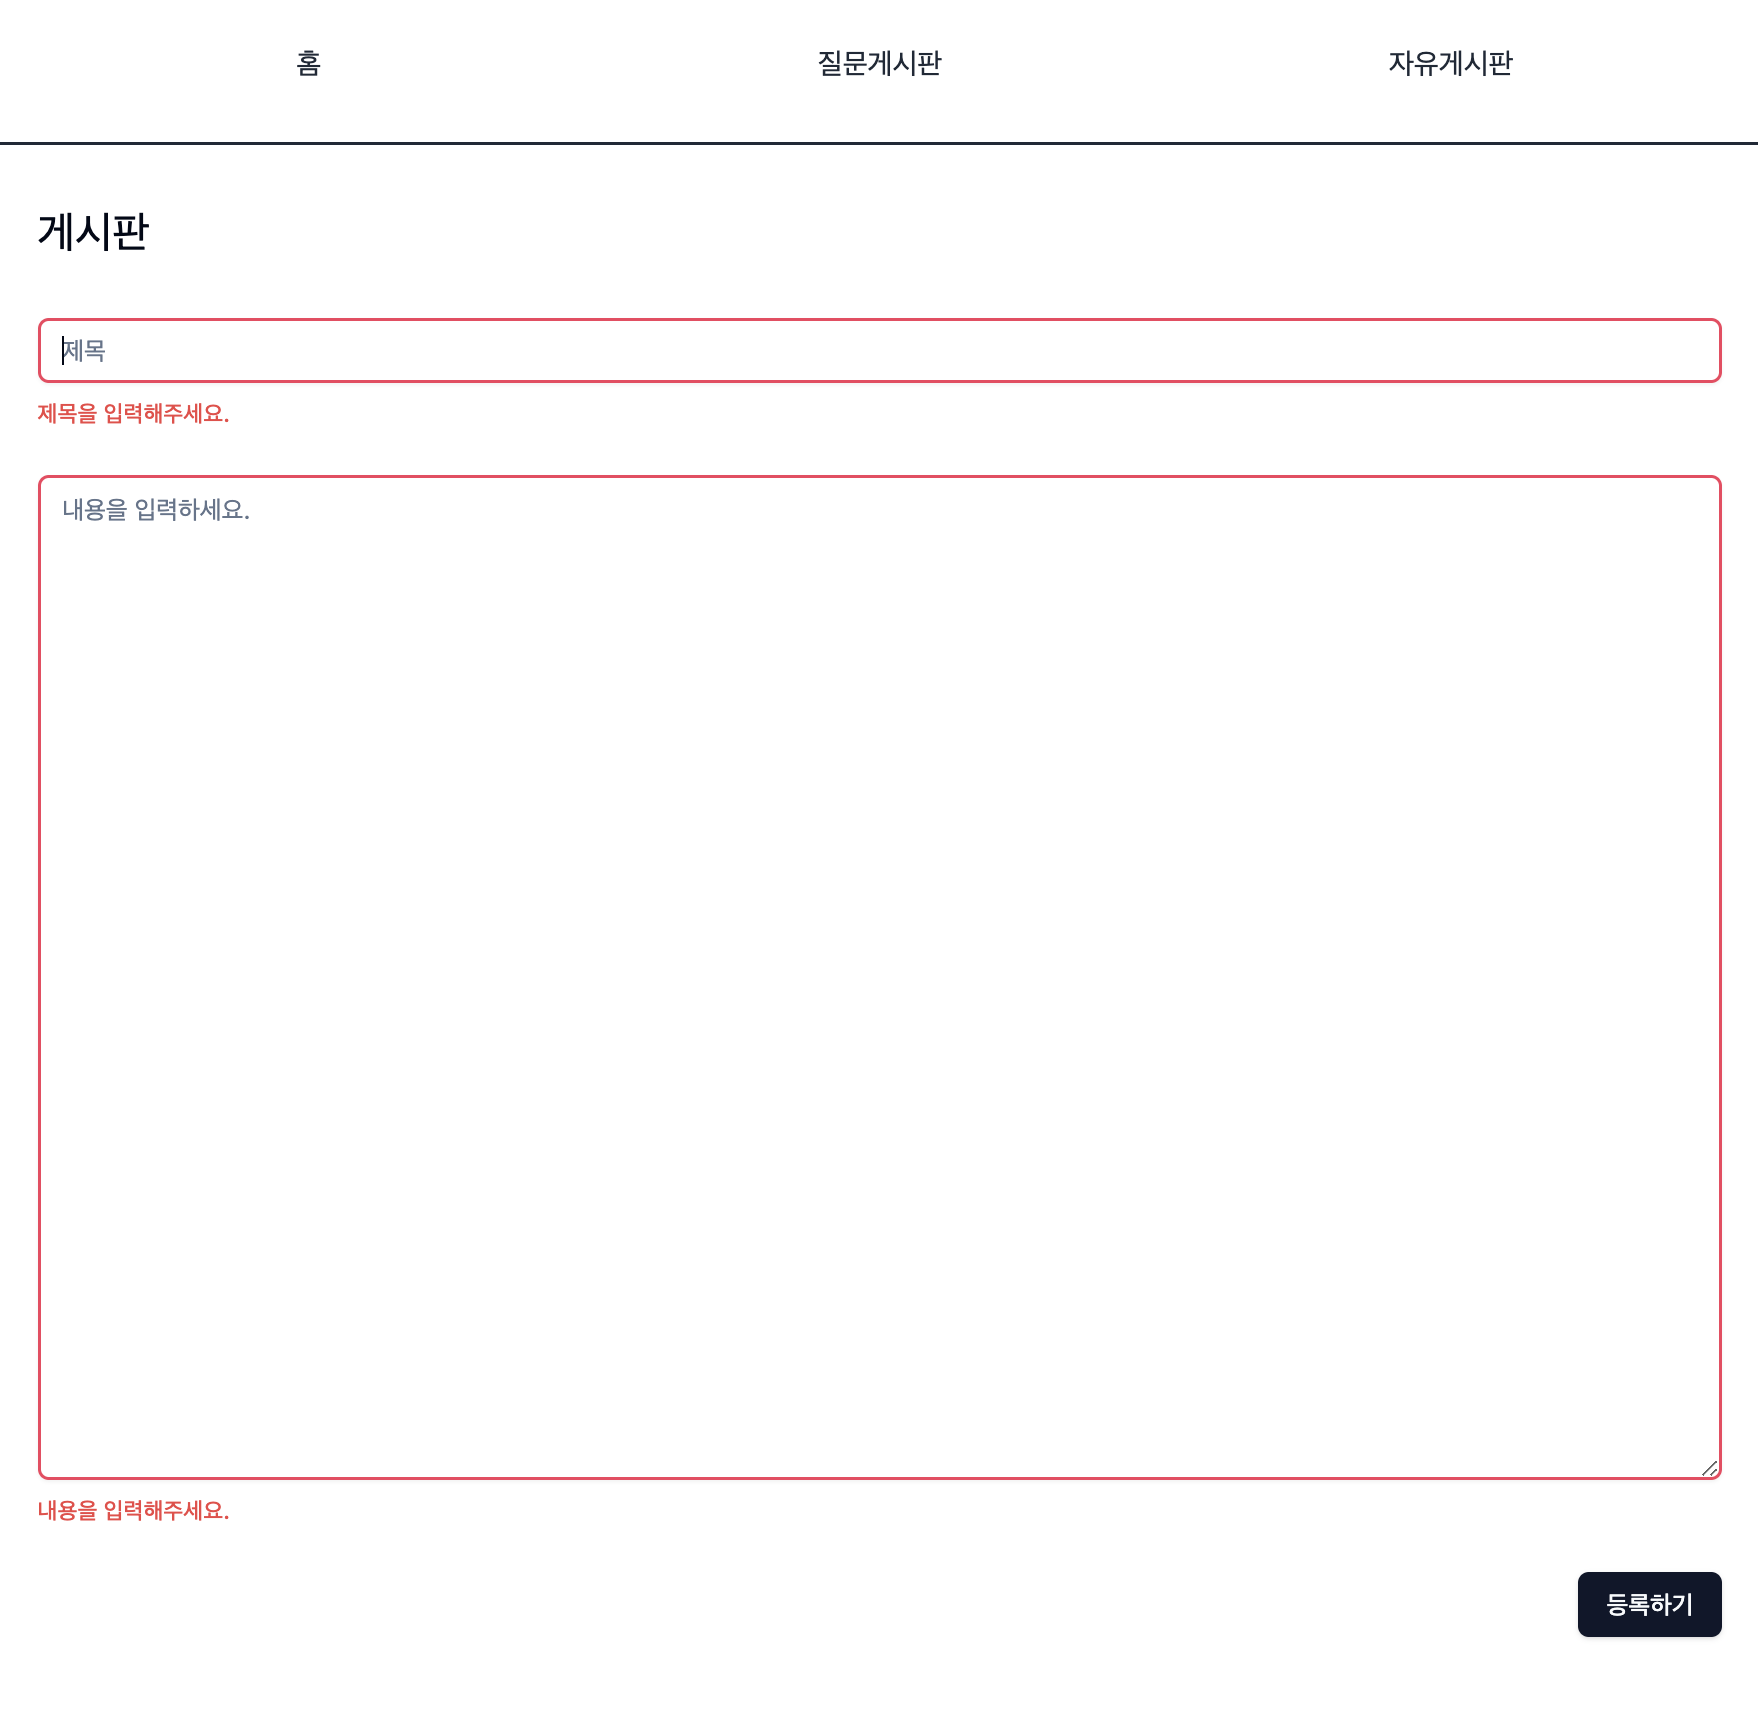 홈 질문게시판 자유게시판
게시판
제목
제목을 입력해주세요.
내용을 입력하세요.
내용을 입력해주세요.
등록하기